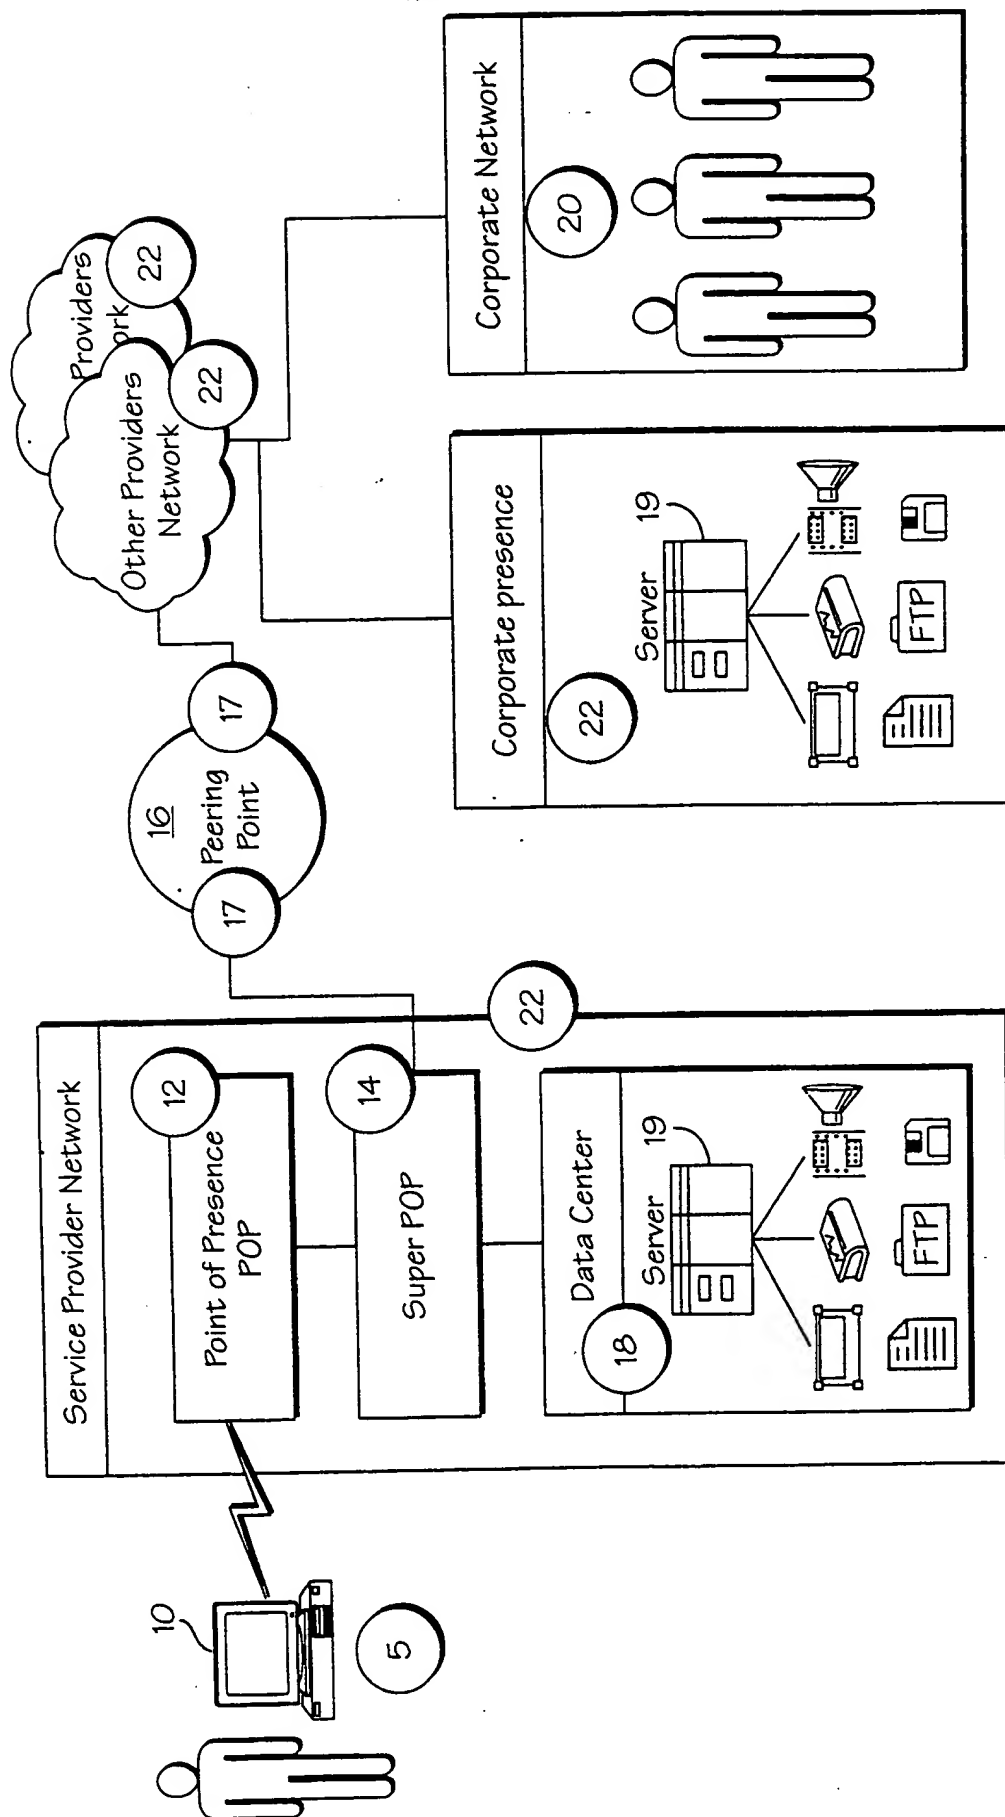 10
5
Service Provider Network
12
Point of Presence
POP
14
Super POP
22
Data Center
18
Server
19
FTP
17
16
Peering
Point
17
Providers
ork
22
Other Providers
Network
22
Corporate presence
22
Server
19
FTP
Corporate Network
20